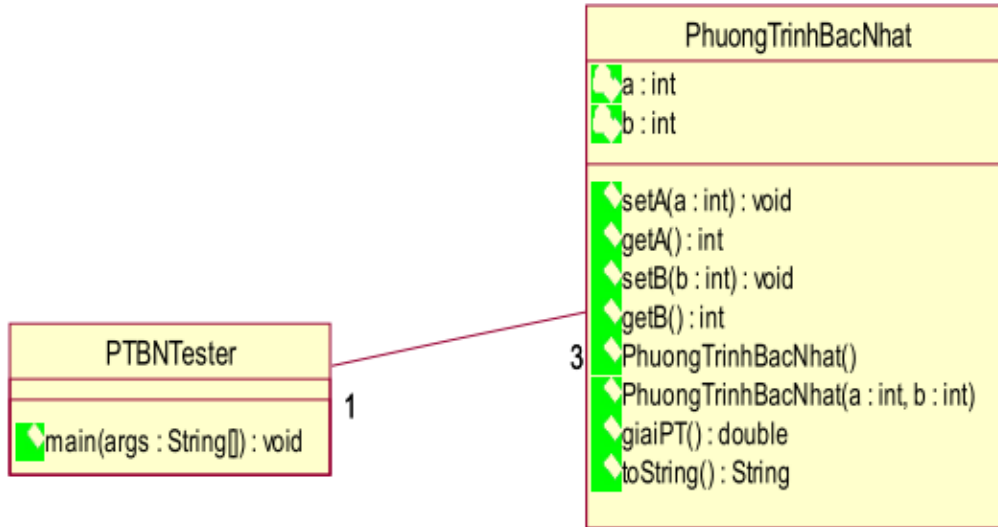 PhuongTrinhBacNhat
a : int
b : int
setA(a : int) : void
getA() : int
setB(b : int) : void
getB() : int
PhuongTrinhBacNhat()
PhuongTrinhBacNhat(a : int, b : int)
giaiPT() : double
toString() : String
3
1
PTBNTester
main(args : String[]) : void